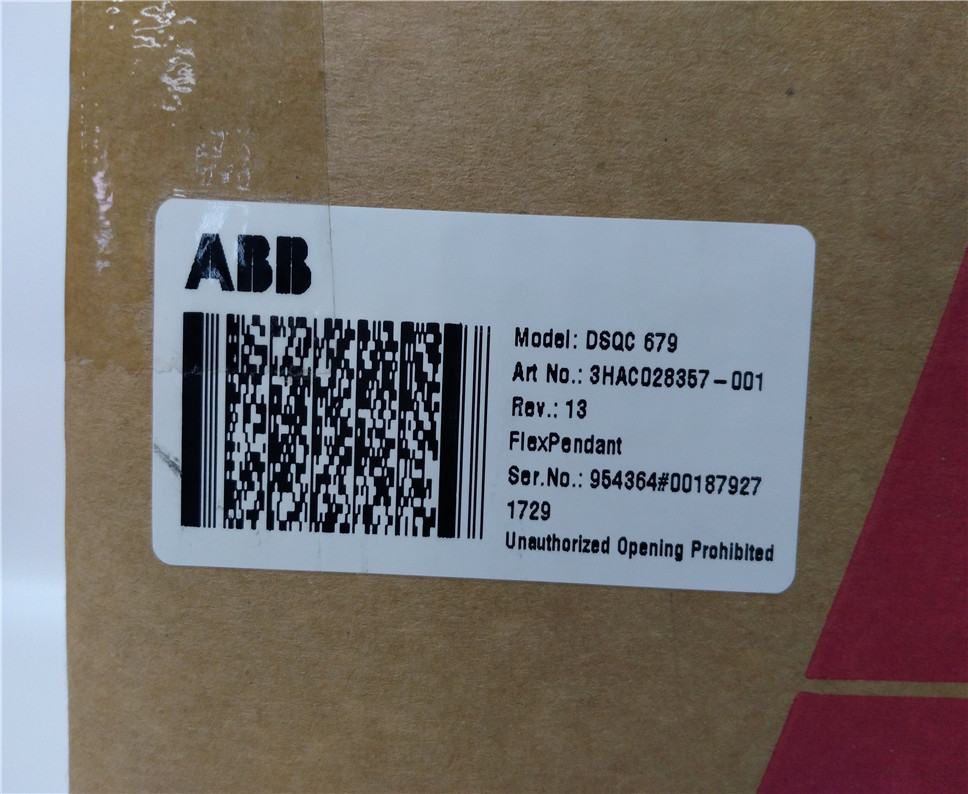 ABB
Model: DSQC 679
Art No.: 3HAC028357-001
Rev.: 13
FlexPendant
Ser.No.: 954364#00187927
1729
Unauthorized Opening Prohibited